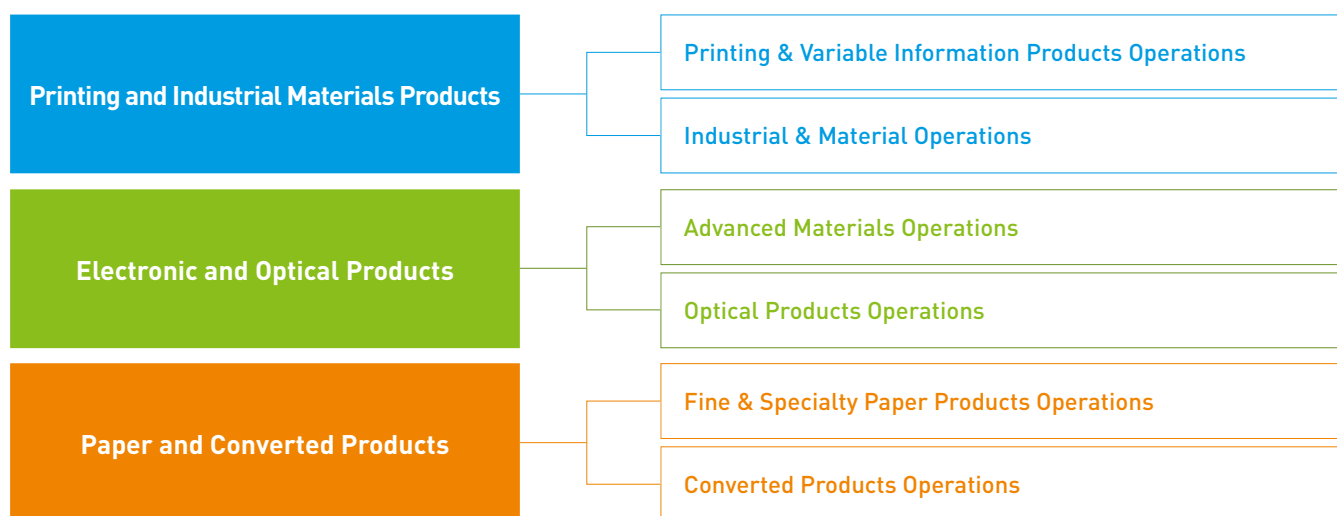 Printing and Industrial Materials Products
Printing & Variable Information Products Operations
Industrial & Material Operations
Electronic and Optical Products
Advanced Materials Operations
Optical Products Operations
Paper and Converted Products
Fine & Specialty Paper Products Operations
Converted Products Operations